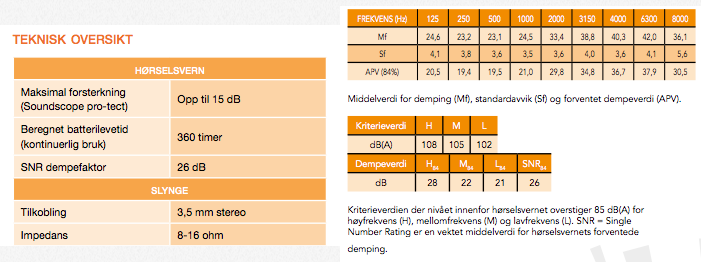 TEKNISK OVERSIKT
HØRSELSVERN
Maksimal forsterkning
(Soundscope pro-tect)
Opp til 15 dB
Beregnet batterilevetid
(kontinuerlig bruk)
360 timer
SNR dempefaktor
26 dB
SLYNGE
Tilkobling
3,5 mm stereo
Impedans
8-16 ohm
FREKVENS (Hz) 125 250 500 1000 2000 3150 4000 6300 8000
Mf 24,6 23,2 23,1 24,5 33,4 38,8 40,3 42,0 36,1
Sf 4,1 3,8 3,6 3,5 3,6 4,0 3,6 4,1 5,6
APV (84%) 20,5 19,4 19,5 21,0 29,8 34,8 36,7 37,9 30,5
Middelverdi for demping (Mf), standardavvik (Sf) og forventet dempeverdi (APV).
Kriterieverdi H M L
dB(A) 108 105 102
Dempeverdi H84 M84 L84 SNR84
dB 28 22 21 26
Kriterieverdien der nivået innenfor hørselsvernet overstiger 85 dB(A) for
høyfrekvens (H), mellomfrekvens (M) og lavfrekvens (L). SNR = Single
Number Rating er en vektet middelverdi for hørselsvernets forventede
demping.